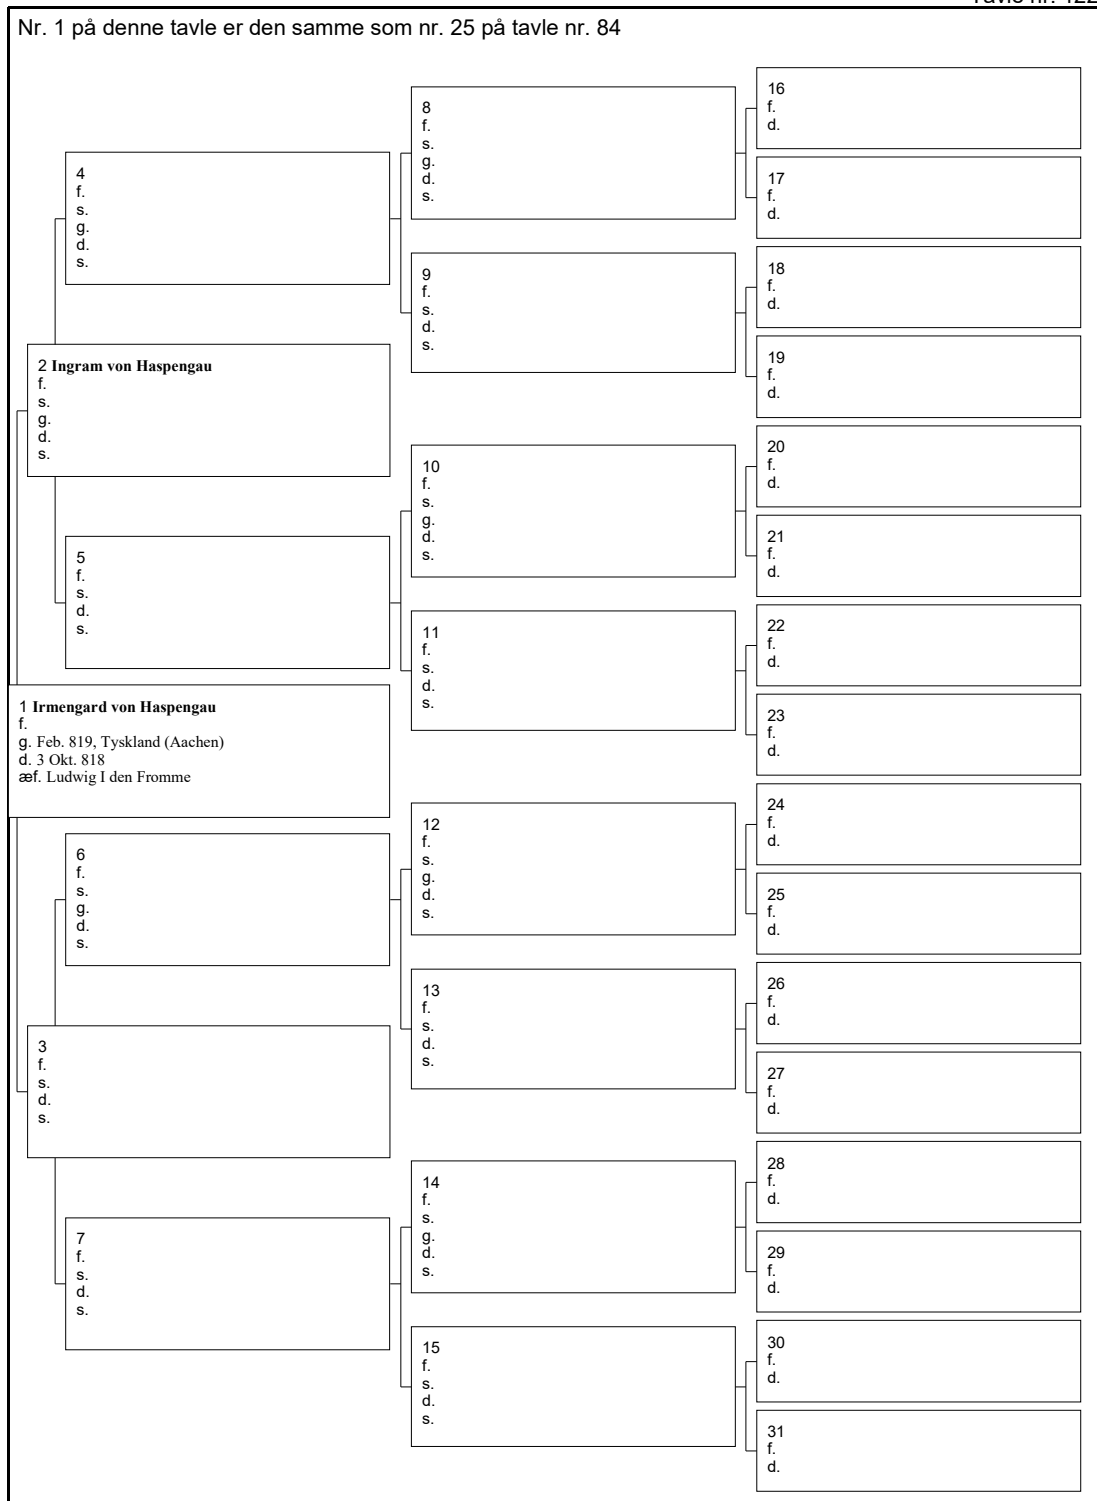 Nr. 1 på denne tavle er den samme som nr. 25 på tavle nr. 84
16
f.
d.
8
f.
s.
g.
d.
s.
17
f.
d.
4
f.
s.
g.
d.
s.
18
f.
d.
9
f.
s.
d.
s.
19
f.
d.
2 Ingram von Haspengau
f.
s.
g.
d.
s.
20
f.
d.
10
f.
s.
g.
d.
s.
21
f.
d.
5
f.
s.
d.
s.
22
f.
d.
11
f.
s.
d.
s.
23
f.
d.
1 Irmengard von Haspengau
f.
g. Feb. 819, Tyskland (Aachen)
d. 3 Okt. 818
æf. Ludwig I den Fromme
24
f.
d.
12
f.
s.
g.
d.
s.
25
f.
d.
6
f.
s.
g.
d.
s.
26
f.
d.
13
f.
s.
d.
s.
27
f.
d.
3
f.
s.
d.
s.
28
f.
d.
14
f.
s.
g.
d.
s.
29
f.
d.
7
f.
s.
d.
s.
30
f.
d.
15
f.
s.
d.
s.
31
f.
d.